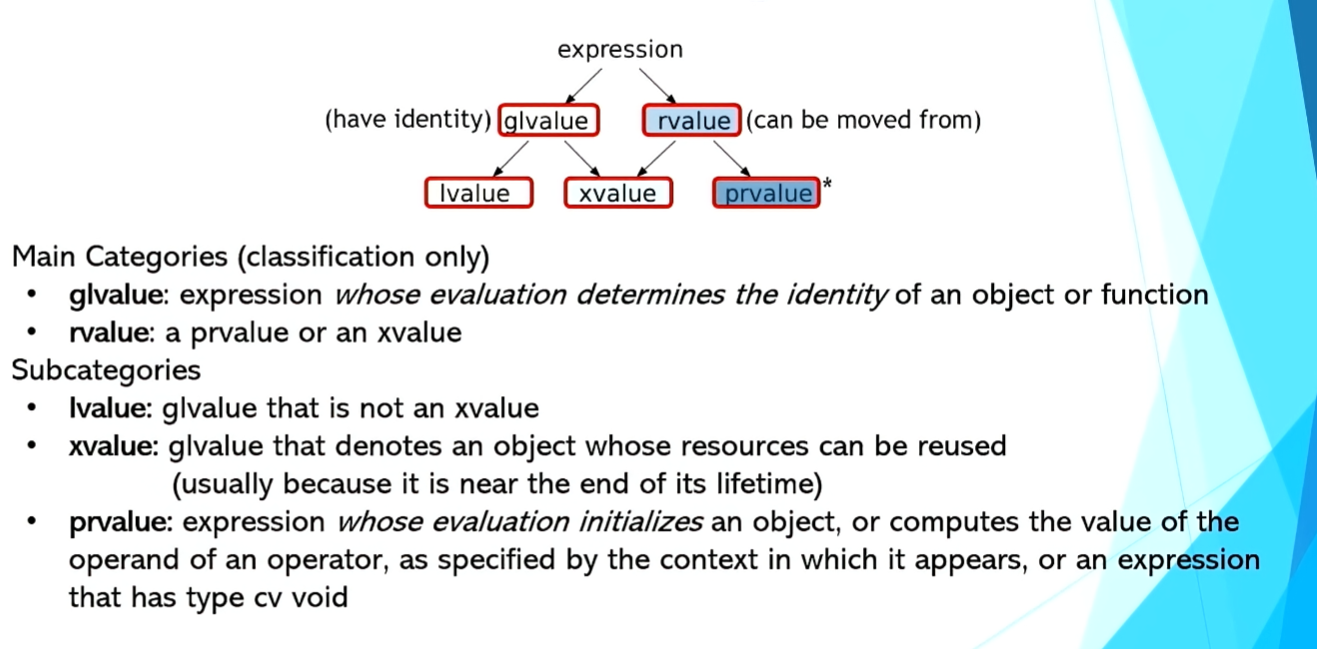 expression
(have identity) glvalue rvalue (can be moved from)
lvalue xvalue prvalue *
Main Categories (classification only)
• glvalue: expression whose evaluation determines the identity of an object or function
• rvalue: a prvalue or an xvalue
Subcategories
• lvalue: glvalue that is not an xvalue
• xvalue: glvalue that denotes an object whose resources can be reused
(usually because it is near the end of its lifetime)
• prvalue: expression whose evaluation initializes an object, or computes the value of the
operand of an operator, as specified by the context in which it appears, or an expression
that has type cv void